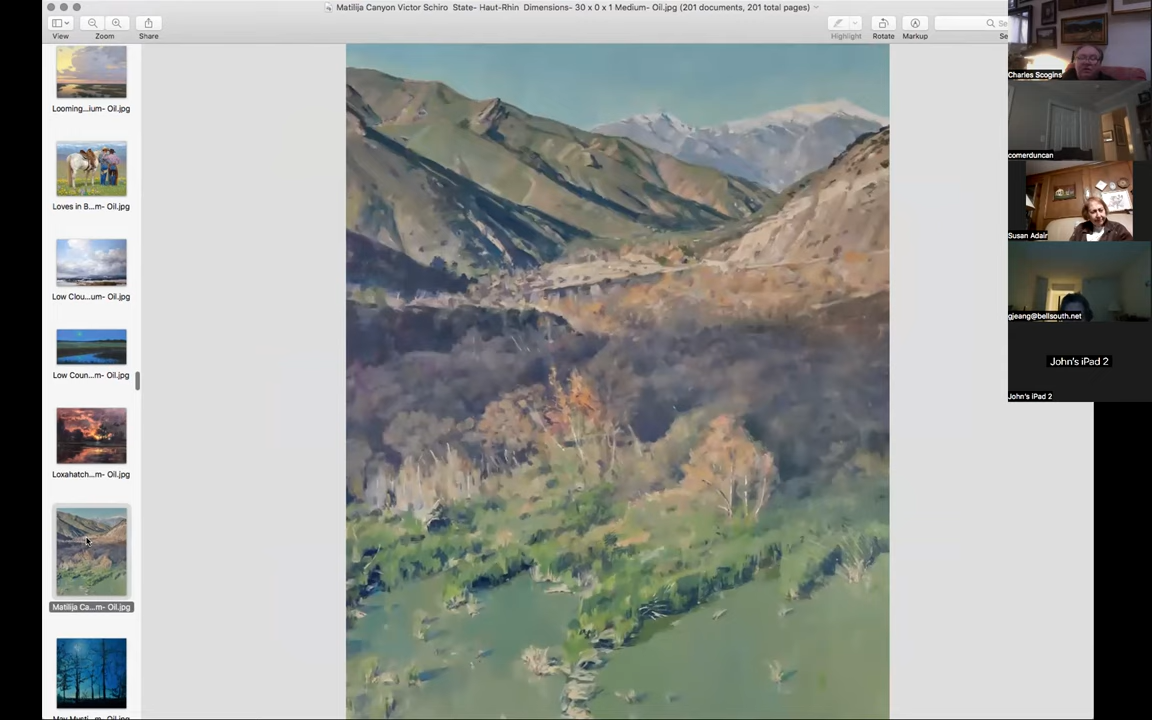 Matilija Canyon Victor Schiro State- Haut-Rhin Dimensions- 30 x 0 x 1 Medium- Oil.jpg (201 documents, 201 total pages)
View
Zoom
Share
Highlight
Rotate
Markup
Se
Se
Looming...ium- Oil.jpg
Loves in B...m- Oil.jpg
Low Clou...um- Oil.jpg
Low Coun...m- Oil.jpg
Loxahatch...m- Oil.jpg
Matilija Ca...m- Oil.jpg
Charles Scogins
comerduncan
Susan Adair
gjeang@bellsouth.net
John's iPad 2
John's iPad 2